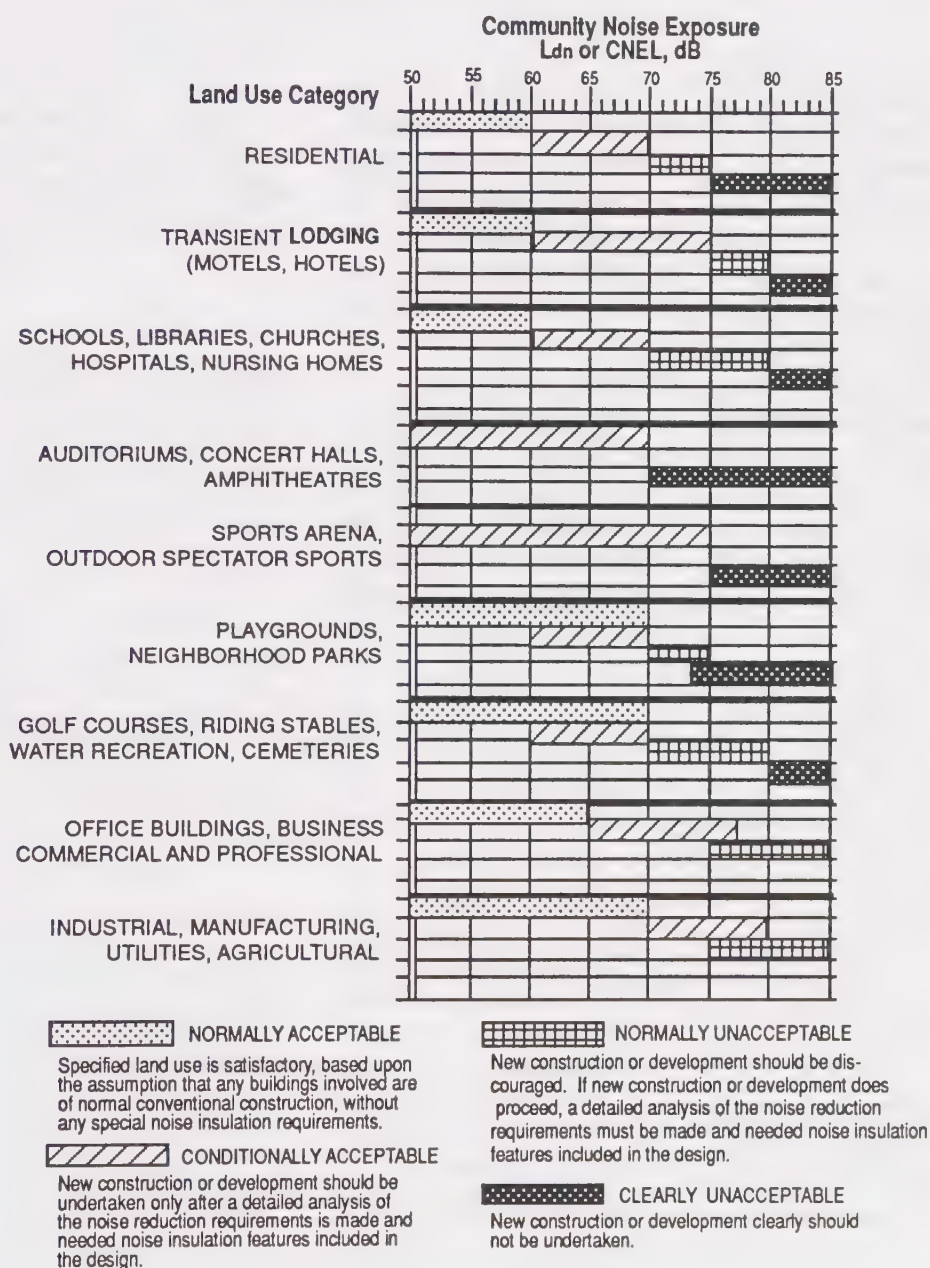 Community Noise Exposure
Ldn or CNEL, dB
Land Use Category
50 55 60 65 70 75 80 85
RESIDENTIAL
TRANSIENT LODGING
(MOTELS, HOTELS)
SCHOOLS, LIBRARIES, CHURCHES,
HOSPITALS, NURSING HOMES
AUDITORIUMS, CONCERT HALLS,
AMPHITHEATRES
SPORTS ARENA,
OUTDOOR SPECTATOR SPORTS
PLAYGROUNDS,
NEIGHBORHOOD PARKS
GOLF COURSES, RIDING STABLES,
WATER RECREATION, CEMETERIES
OFFICE BUILDINGS, BUSINESS
COMMERCIAL AND PROFESSIONAL
INDUSTRIAL, MANUFACTURING,
UTILITIES, AGRICULTURAL
NORMALLY ACCEPTABLE
Specified land use is satisfactory, based upon
the assumption that any buildings involved are
of normal conventional construction, without
any special noise insulation requirements.
CONDITIONALLY ACCEPTABLE
New construction or development should be
undertaken only after a detailed analysis of
the noise reduction requirements is made and
needed noise insulation features included in
the design.
NORMALLY UNACCEPTABLE
New construction or development should be dis-
couraged. If new construction or development does
proceed, a detailed analysis of the noise reduction
requirements must be made and needed noise insulation
features included in the design.
CLEARLY UNACCEPTABLE
New construction or development clearly should
not be undertaken.